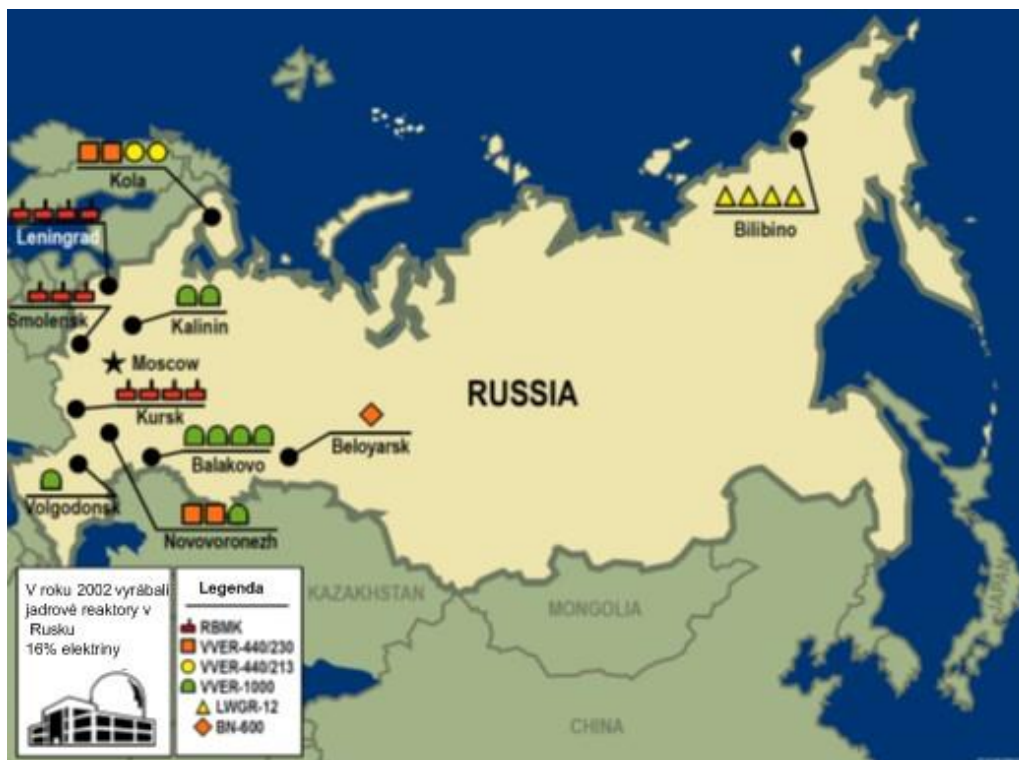 Kola
Leningrad
Smolensk
Kalinin
Moscow
Kursk
Balakovo
Beloyarsk
Volgodonsk
Novovoronezh
Bilibino
RUSSIA
KAZAKHSTAN
MONGOLIA
CHINA
JAPAN
V roku 2002 vyrábali
jadrové reaktory v
Rusku
16% elektriny
Legenda
RBMK
VVER-440/230
VVER-440/213
VVER-1000
LWGR-12
BN-600